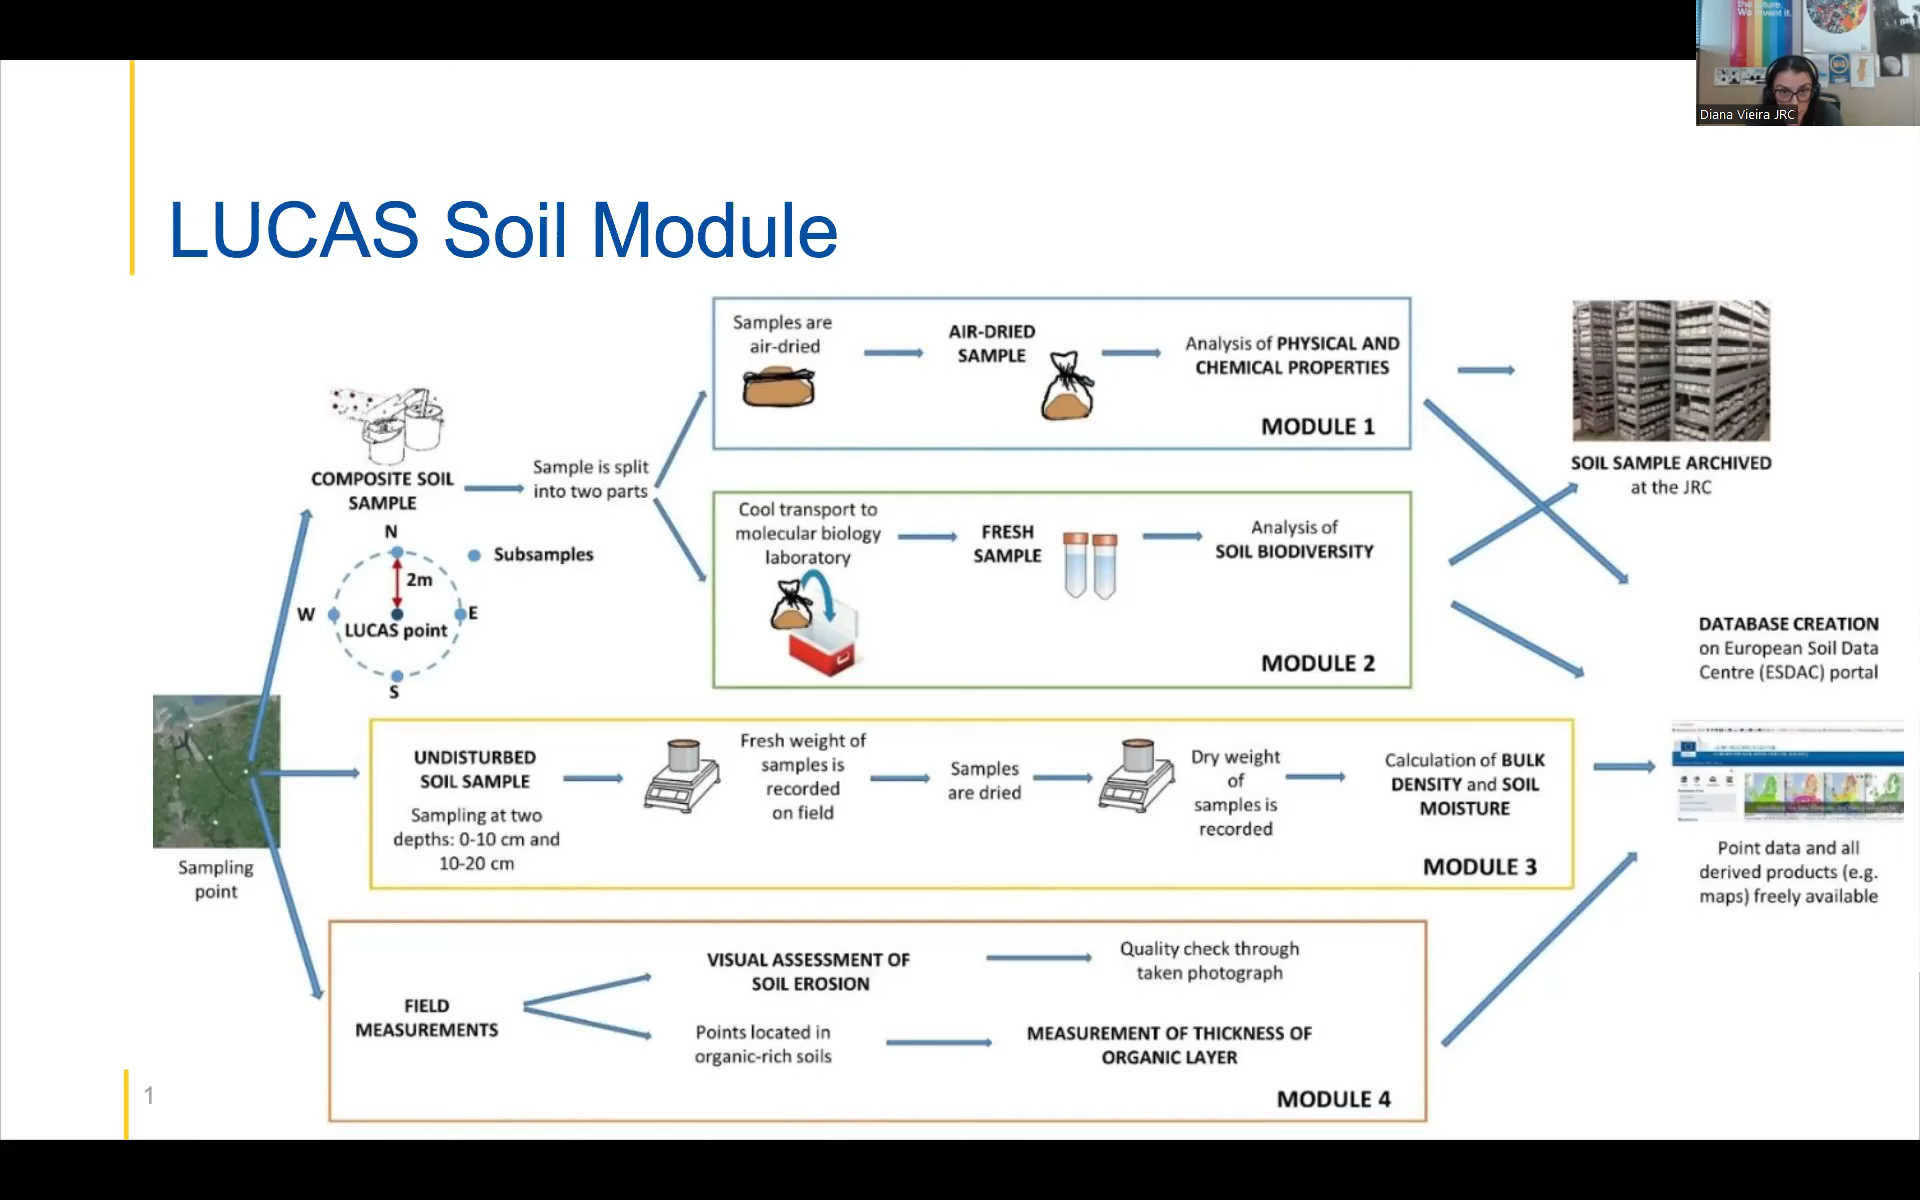 the future.
We invent it.
Diana Vieira JRC
LUCAS Soil Module
Samples are
air-dried
AIR-DRIED
SAMPLE
Analysis of PHYSICAL AND
CHEMICAL PROPERTIES
MODULE 1
SOIL SAMPLE ARCHIVED
at the JRC
COMPOSITE SOIL
SAMPLE
Sample is split
into two parts
N
2m
Subsamples
W
E
LUCAS point
S
Cool transport to
molecular biology
laboratory
FRESH
SAMPLE
Analysis of
SOIL BIODIVERSITY
MODULE 2
DATABASE CREATION
on European Soil Data
Centre (ESDAC) portal
Sampling
point
UNDISTURBED
SOIL SAMPLE
Sampling at two
depths: 0-10 cm and
10-20 cm
Fresh weight of
samples is
recorded
on field
Samples
are dried
Dry weight
of
samples is
recorded
Calculation of BULK
DENSITY and SOIL
MOISTURE
MODULE 3
Point data and all
derived products (e.g.
maps) freely available
FIELD
MEASUREMENTS
VISUAL ASSESSMENT OF
SOIL EROSION
Quality check through
taken photograph
Points located in
organic-rich soils
MEASUREMENT OF THICKNESS OF
ORGANIC LAYER
MODULE 4
1